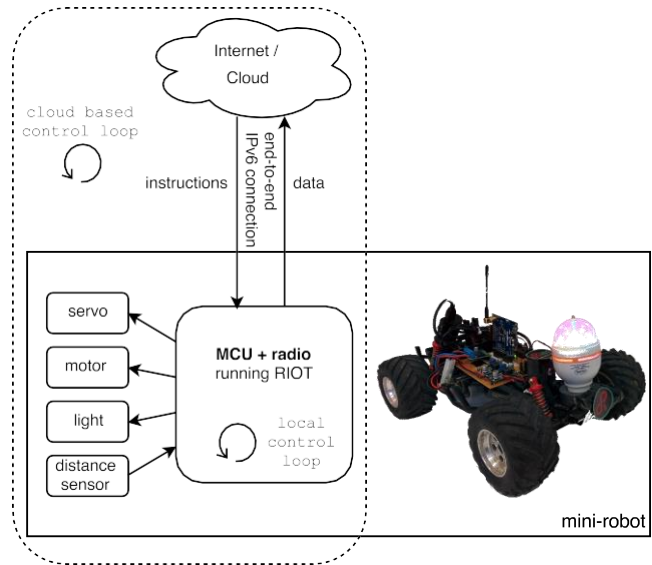 Internet /
Cloud
cloud based
control loop
instructions
end-to-end
IPv6 connection
data
servo
motor
light
distance
sensor
MCU + radio
running RIOT
local
control
loop
mini-robot